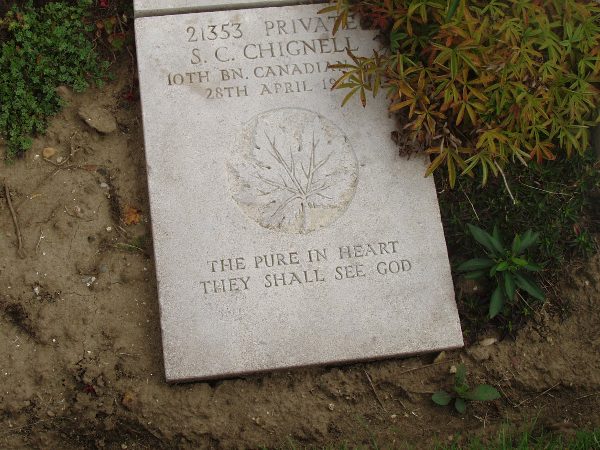 21353 PRIVATE
S. C. CHIGNELL
10TH BN. CANADIAN
28TH APRIL
THE PURE IN HEART
THEY SHALL SEE GOD